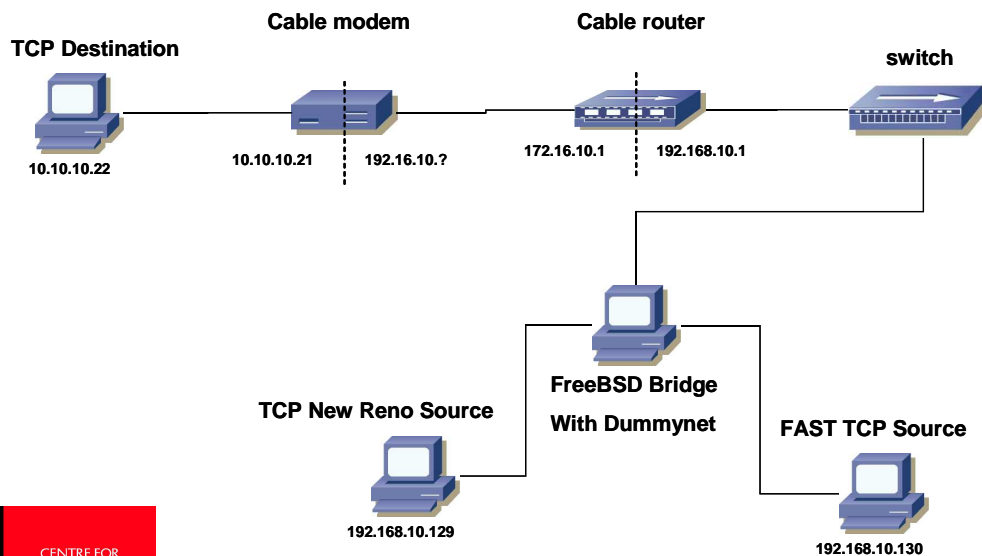 Cable modem
Cable router
TCP Destination
switch
10.10.10.22
10.10.10.21
192.16.10.?
172.16.10.1
192.168.10.1
FreeBSD Bridge
With Dummynet
TCP New Reno Source
FAST TCP Source
192.168.10.129
192.168.10.130
CENTRE FOR